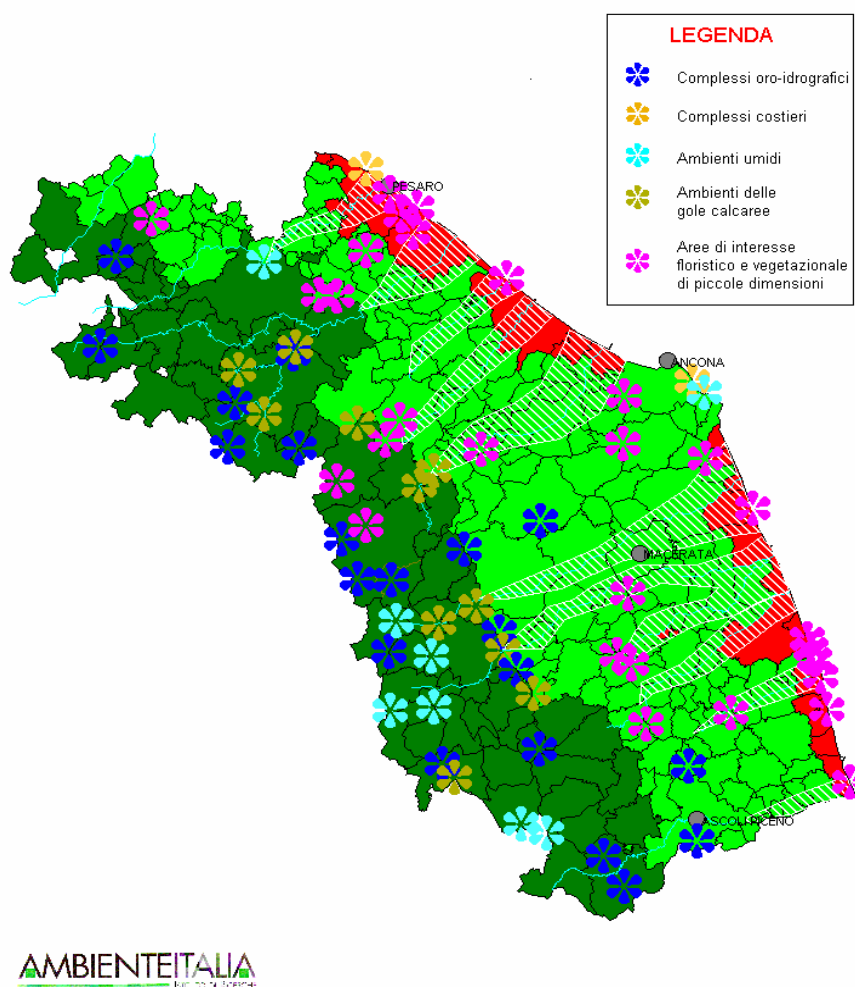 LEGENDA
Complessi oro-idrografici
Complessi costieri
Ambienti umidi
Ambienti delle
gole calcaree
Aree di interesse
floristico e vegetazionale
di piccole dimensioni
PESARO
ANCONA
MACERATA
ASCOLI PICENO
AMBIENTEITALIA